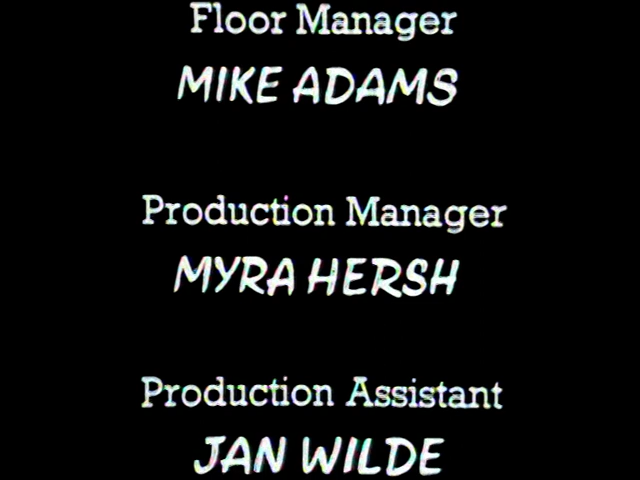 Floor Manager
MIKE ADAMS
Production Manager
MYRA HERSH
Production Assistant
JAN WILDE